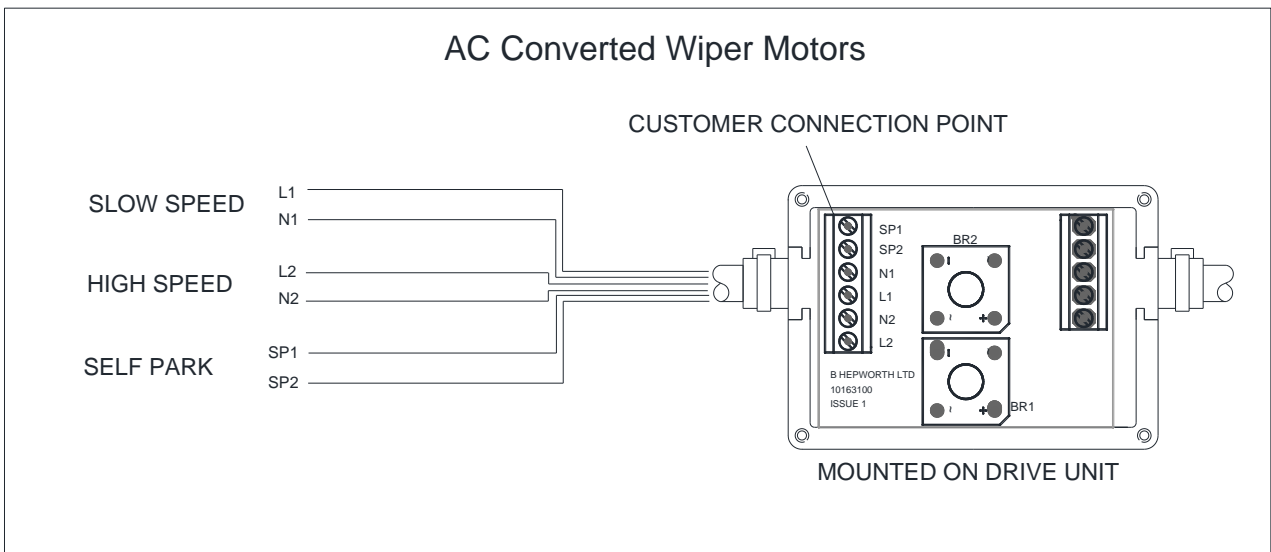 AC Converted Wiper Motors
CUSTOMER CONNECTION POINT
SLOW SPEED
L1
N1
HIGH SPEED
L2
N2
SELF PARK
SP1
SP2
SP1
SP2
N1
L1
N2
L2
BR2
- ~
~ +
B HEPWORTH LTD
10163100
ISSUE 1
- ~
~ +
BR1
MOUNTED ON DRIVE UNIT